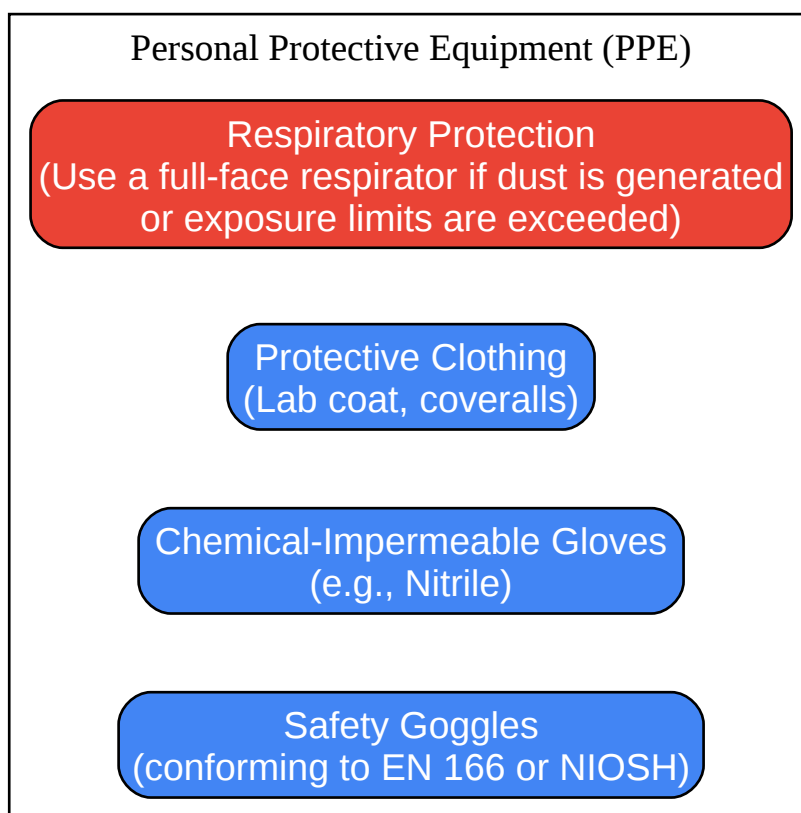 Personal Protective Equipment (PPE)
Respiratory Protection
(Use a full-face respirator if dust is generated
or exposure limits are exceeded)
Protective Clothing
(Lab coat, coveralls)
Chemical-Impermeable Gloves
(e.g., Nitrile)
Safety Goggles
(conforming to EN 166 or NIOSH)